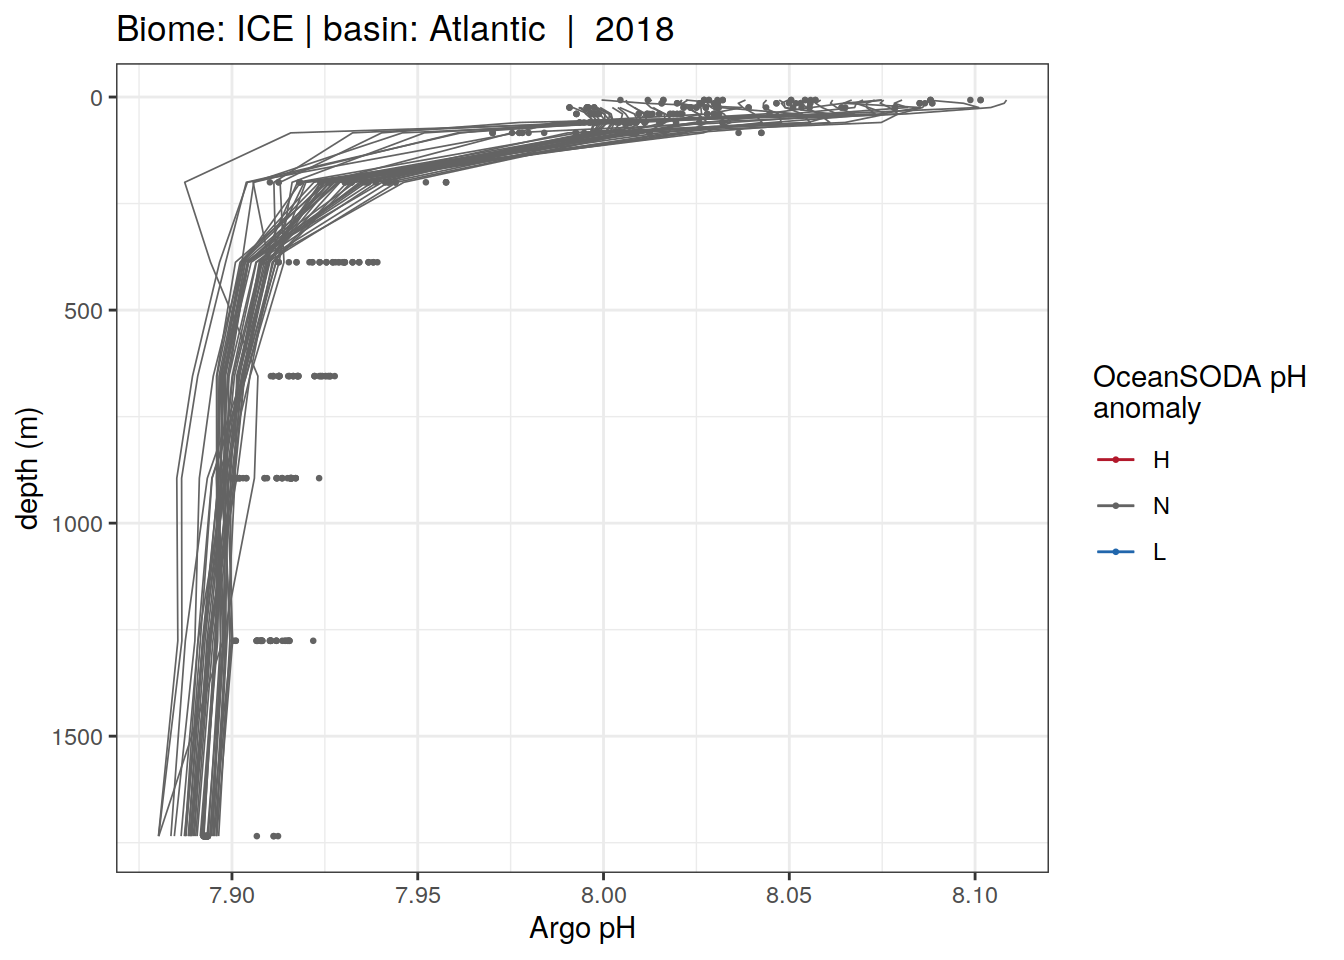 Biome: ICE | basin: Atlantic  |  2018
0
500
1000
1500
depth (m)
7.90
7.95
8.00
8.05
8.10
Argo pH
OceanSODA pH
anomaly
H
N
L